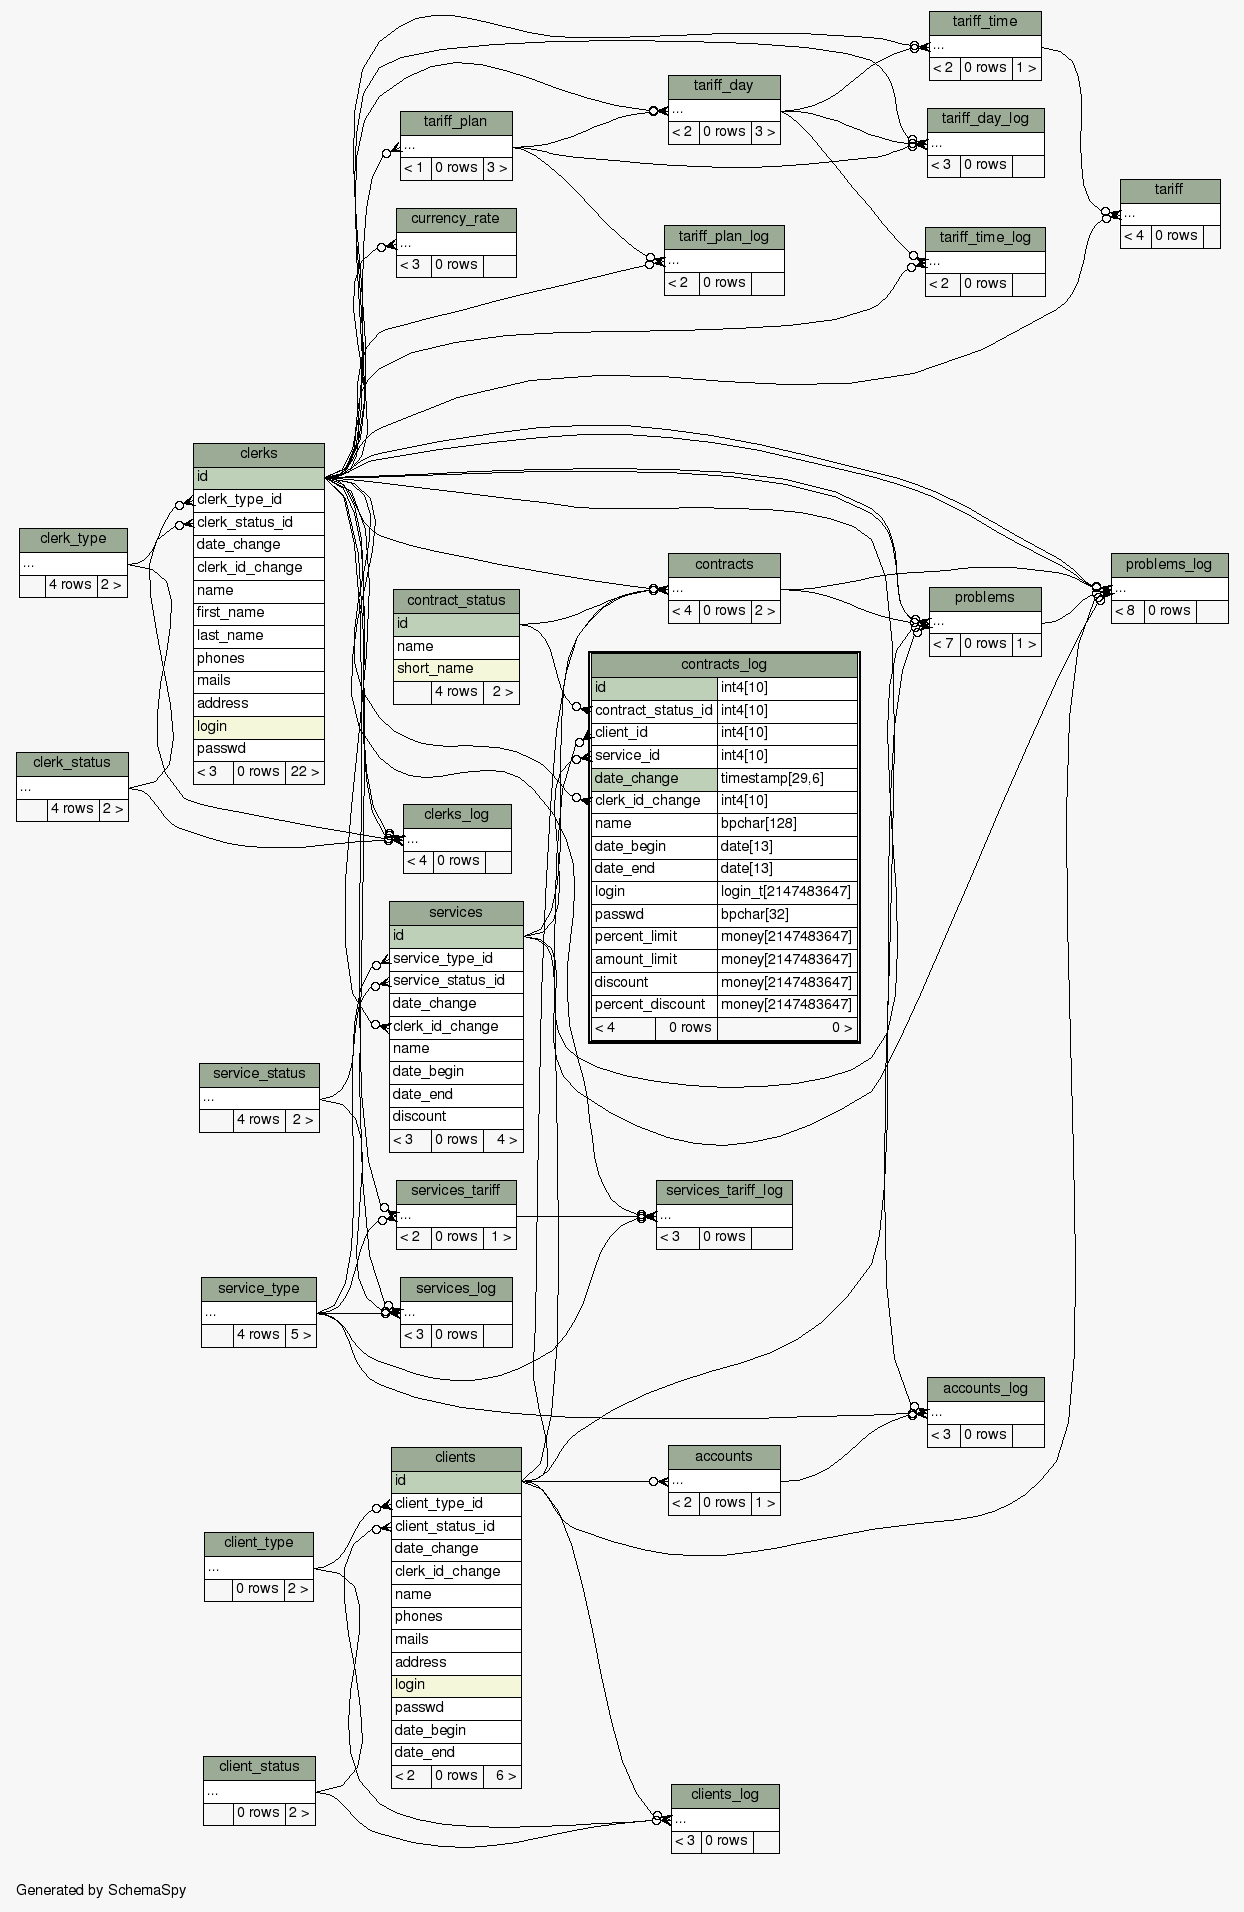 tariff_time
...
< 2 0 rows 1 >
tariff_day
...
< 2 0 rows 3 >
tariff_plan
...
< 1 0 rows 3 >
tariff_day_log
...
< 3 0 rows
tariff
...
< 4 0 rows
currency_rate
...
< 3 0 rows
tariff_plan_log
...
< 2 0 rows
tariff_time_log
...
< 2 0 rows
clerks
id
clerk_type_id
clerk_status_id
date_change
clerk_id_change
name
first_name
last_name
phones
mails
address
login
passwd
< 3 0 rows 22 >
clerk_type
...
4 rows 2 >
clerk_status
...
4 rows 2 >
contracts
...
< 4 0 rows 2 >
problems_log
...
< 8 0 rows
problems
...
< 7 0 rows 1 >
contract_status
id
name
short_name
4 rows 2 >
contracts_log
id int4[10]
contract_status_id int4[10]
client_id int4[10]
service_id int4[10]
date_change timestamp[29,6]
clerk_id_change int4[10]
name bpchar[128]
date_begin date[13]
date_end date[13]
login login_t[2147483647]
passwd bpchar[32]
percent_limit money[2147483647]
amount_limit money[2147483647]
discount money[2147483647]
percent_discount money[2147483647]
< 4 0 rows 0 >
clerks_log
...
< 4 0 rows
services
id
service_type_id
service_status_id
date_change
clerk_id_change
name
date_begin
date_end
discount
< 3 0 rows 4 >
service_status
...
4 rows 2 >
services_tariff
...
< 2 0 rows 1 >
services_tariff_log
...
< 3 0 rows
service_type
...
4 rows 5 >
services_log
...
< 3 0 rows
accounts_log
...
< 3 0 rows
accounts
...
< 2 0 rows 1 >
clients
id
client_type_id
client_status_id
date_change
clerk_id_change
name
phones
mails
address
login
passwd
date_begin
date_end
< 2 0 rows 6 >
client_type
...
0 rows 2 >
client_status
...
0 rows 2 >
clients_log
...
< 3 0 rows
Generated by SchemaSpy